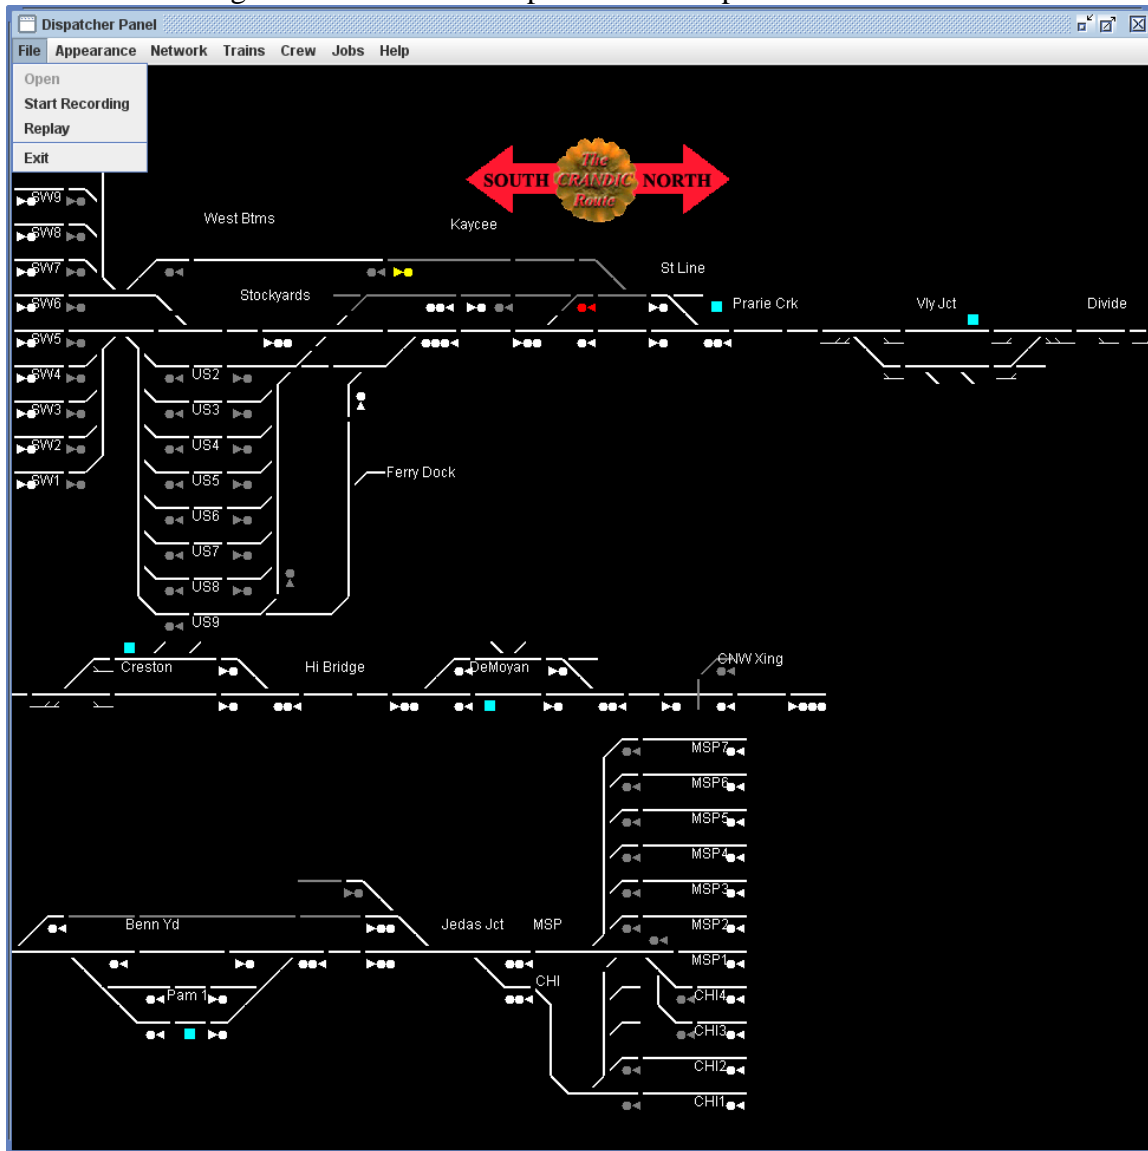 Dispatcher Panel
File Appearance Network Trains Crew Jobs Help
Open
Start Recording
Replay
Exit
The
SOUTH CRANDIC NORTH
Route
SW9
West Btms
Kaycee
SW8
SW7
St Line
SW6
Stockyards
Prarie Crk
Vly Jct
Divide
SW5
SW4
US2
SW3
US3
SW2
US4
SW1
US5
Ferry Dock
US6
US7
US8
US9
Creston
Hi Bridge
DeMoyan
CNW Xing
MSP7
MSP6
MSP5
MSP4
MSP3
Benn Yd
Jedas Jct
MSP
MSP2
MSP1
CHI
Pam 1
CHI4
CHI3
CHI2
CHI1